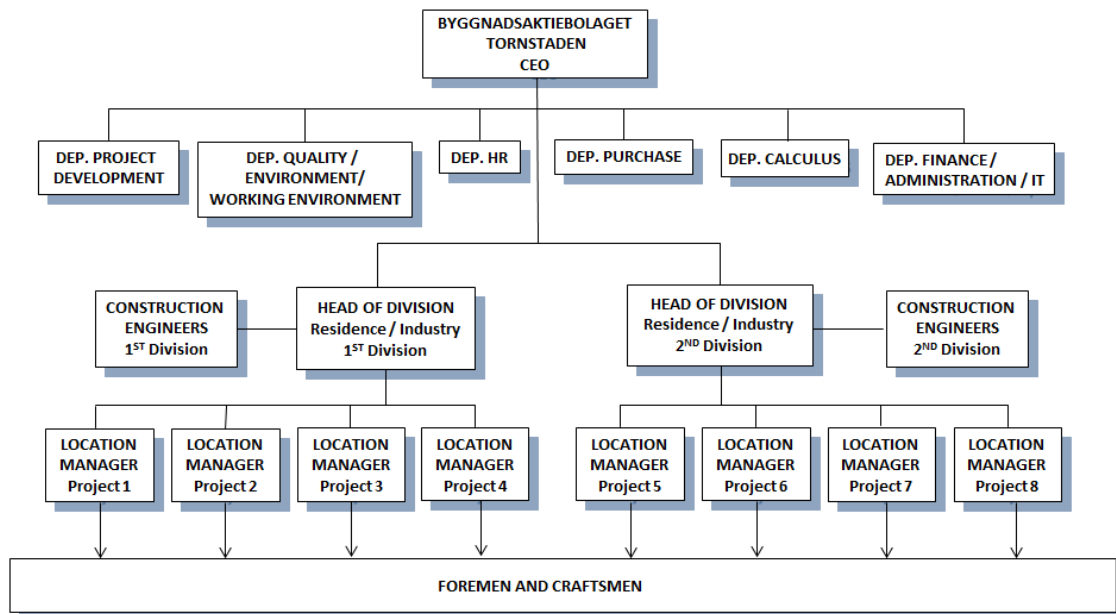 BYGGNADSAKTIEBOLAGET
TORNSTADEN
CEO
DEP. PROJECT
DEVELOPMENT
DEP. QUALITY /
ENVIRONMENT/
WORKING ENVIRONMENT
DEP. HR
DEP. PURCHASE
DEP. CALCULUS
DEP. FINANCE /
ADMINISTRATION / IT
CONSTRUCTION
ENGINEERS
1ST Division
HEAD OF DIVISION
Residence / Industry
1ST Division
HEAD OF DIVISION
Residence / Industry
2ND Division
CONSTRUCTION
ENGINEERS
2ND Division
LOCATION
MANAGER
Project 1
LOCATION
MANAGER
Project 2
LOCATION
MANAGER
Project 3
LOCATION
MANAGER
Project 4
LOCATION
MANAGER
Project 5
LOCATION
MANAGER
Project 6
LOCATION
MANAGER
Project 7
LOCATION
MANAGER
Project 8
FOREMEN AND CRAFTSMEN